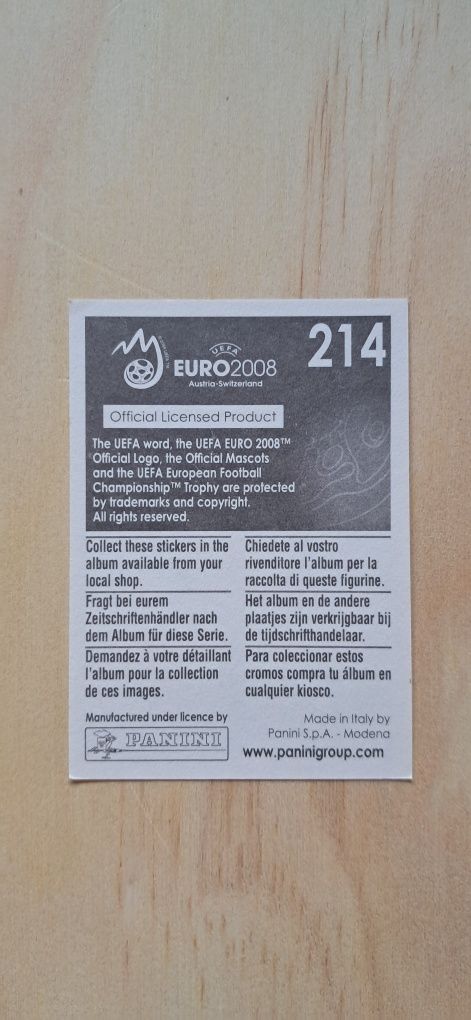 UEFA
EURO2008
Austria-Switzerland
214
Official Licensed Product
The UEFA word, the UEFA EURO 2008™
Official Logo, the Official Mascots
and the UEFA European Football
Championship™ Trophy are protected
by trademarks and copyright.
All rights reserved.
Collect these stickers in the
album available from your
local shop.
Chiedete al vostro
rivenditore l'album per la
raccolta di queste figurine.
Fragt bei eurem
Zeitschriftenhändler nach
dem Album für diese Serie.
Het album en de andere
plaatjes zijn verkrijgbaar bij
de tijdschrifthandelaar.
Demandez à votre détaillant
l'album pour la collection
de ces images.
Para coleccionar estos
cromos compra tu álbum en
cualquier kiosco.
Manufactured under licence by
PANINI
Made in Italy by
Panini S.p.A. - Modena
www.paninigroup.com